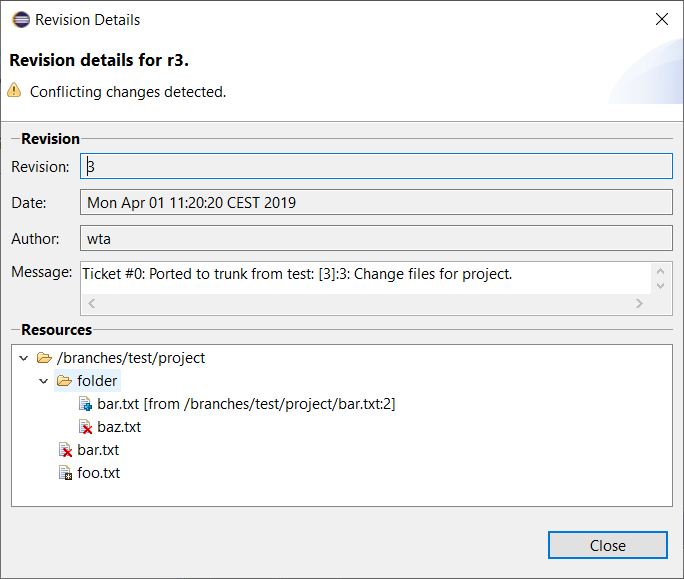 Revision Details
Revision details for r3.
Conflicting changes detected.
Revision
Revision: 3
Date: Mon Apr 01 11:20:20 CEST 2019
Author: wta
Message: Ticket #0: Ported to trunk from test: [3]:3: Change files for project.
Resources
/branches/test/project
folder
bar.txt [from /branches/test/project/bar.txt:2]
baz.txt
bar.txt
foo.txt
Close